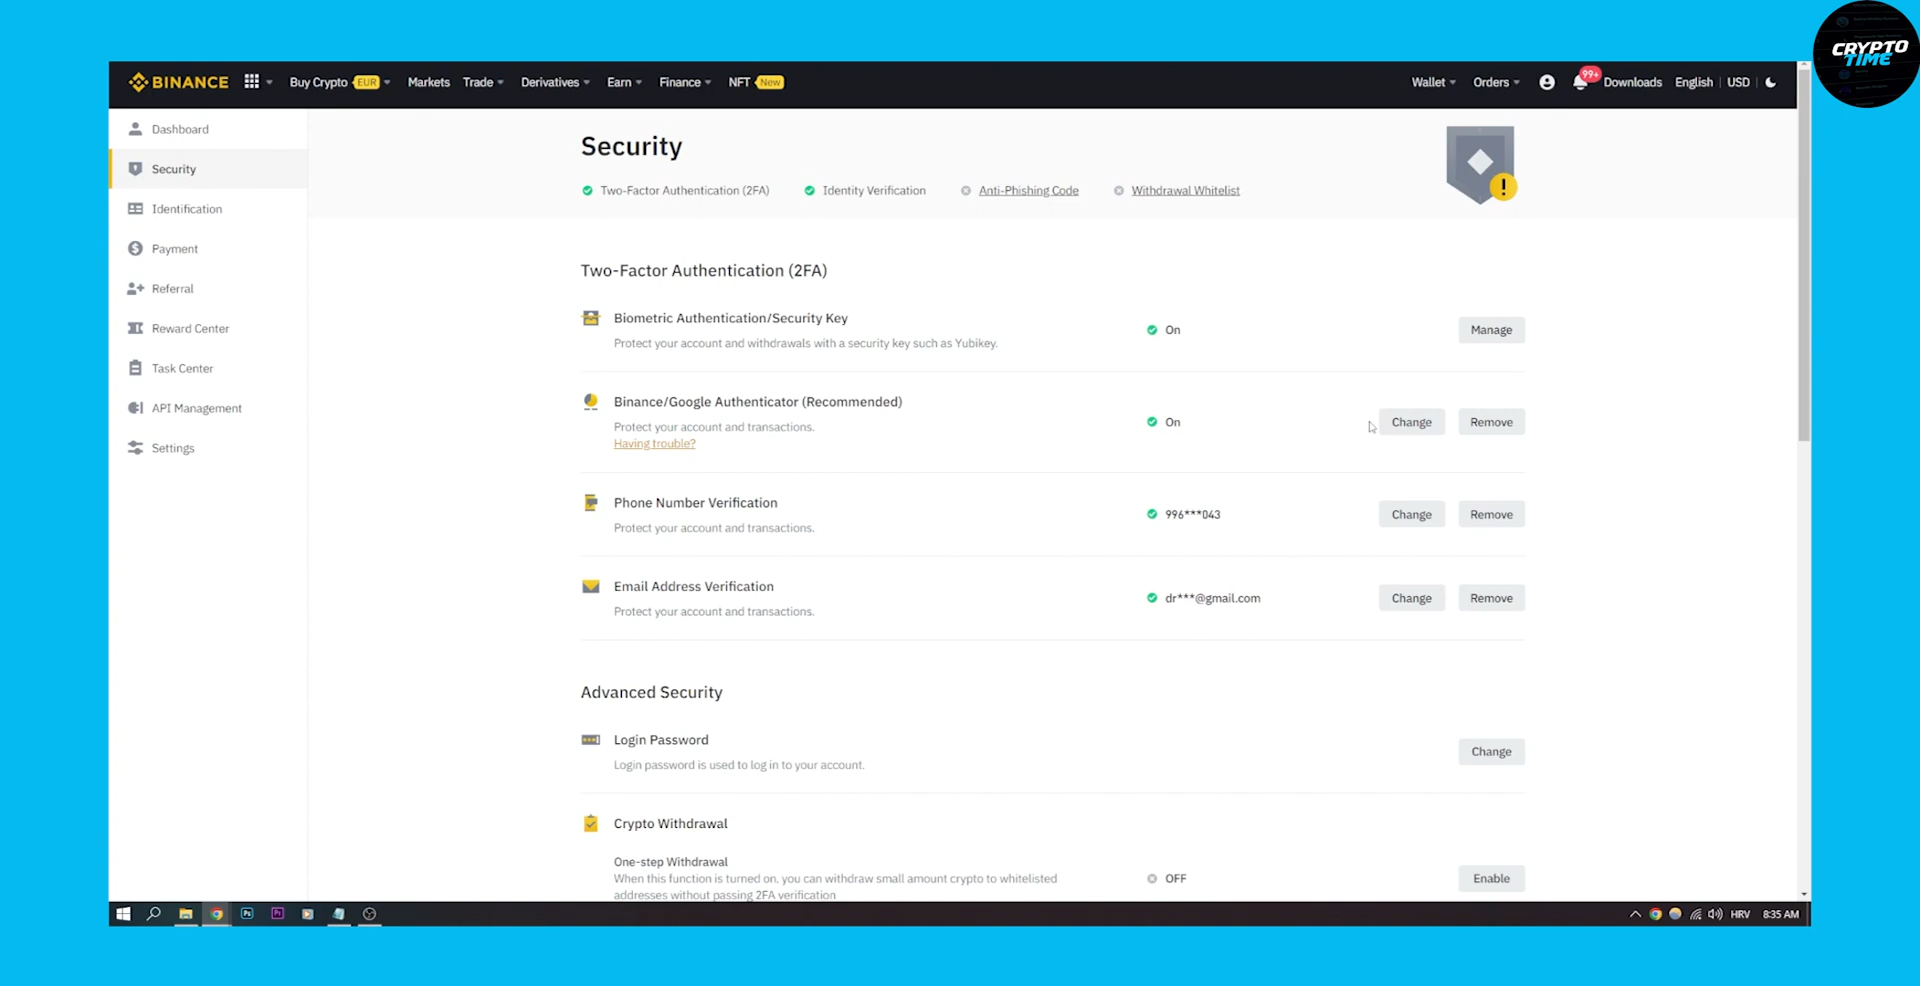 CRYPTO
TIME
BINANCE
Buy Crypto EUR
Markets
Trade
Derivatives
Earn
Finance
NFT New
Wallet
Orders
99+
Downloads
English
USD
Dashboard
Security
Identification
Payment
Referral
Reward Center
Task Center
API Management
Settings
Security
Two-Factor Authentication (2FA)
Identity Verification
Anti-Phishing Code
Withdrawal Whitelist
Two-Factor Authentication (2FA)
Biometric Authentication/Security Key
Protect your account and withdrawals with a security key such as Yubikey.
On
Manage
Binance/Google Authenticator (Recommended)
Protect your account and transactions.
Having trouble?
On
Change
Remove
Phone Number Verification
Protect your account and transactions.
996***043
Change
Remove
Email Address Verification
Protect your account and transactions.
dr***@gmail.com
Change
Remove
Advanced Security
Login Password
Login password is used to log in to your account.
Change
Crypto Withdrawal
One-step Withdrawal
When this function is turned on, you can withdraw small amount crypto to whitelisted
addresses without passing 2FA verification
OFF
Enable
Ps
Pr
HRV
8:35 AM